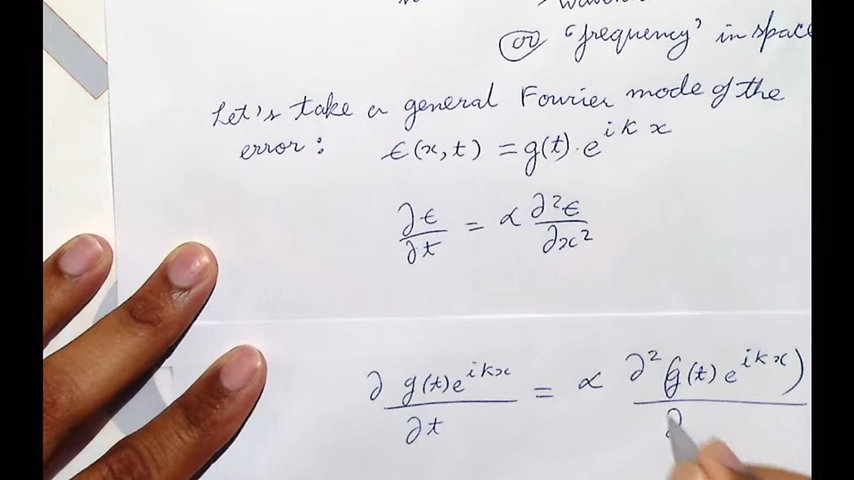 or "frequency" in space
Let's take a general Fourier mode of the
error : ϵ(x,t) = g(t)·e^{ikx}
∂ϵ/∂t = α ∂²ϵ/∂x²
∂ g(t)e^{ikx}/∂t = α ∂²(g(t)e^{ikx})/∂